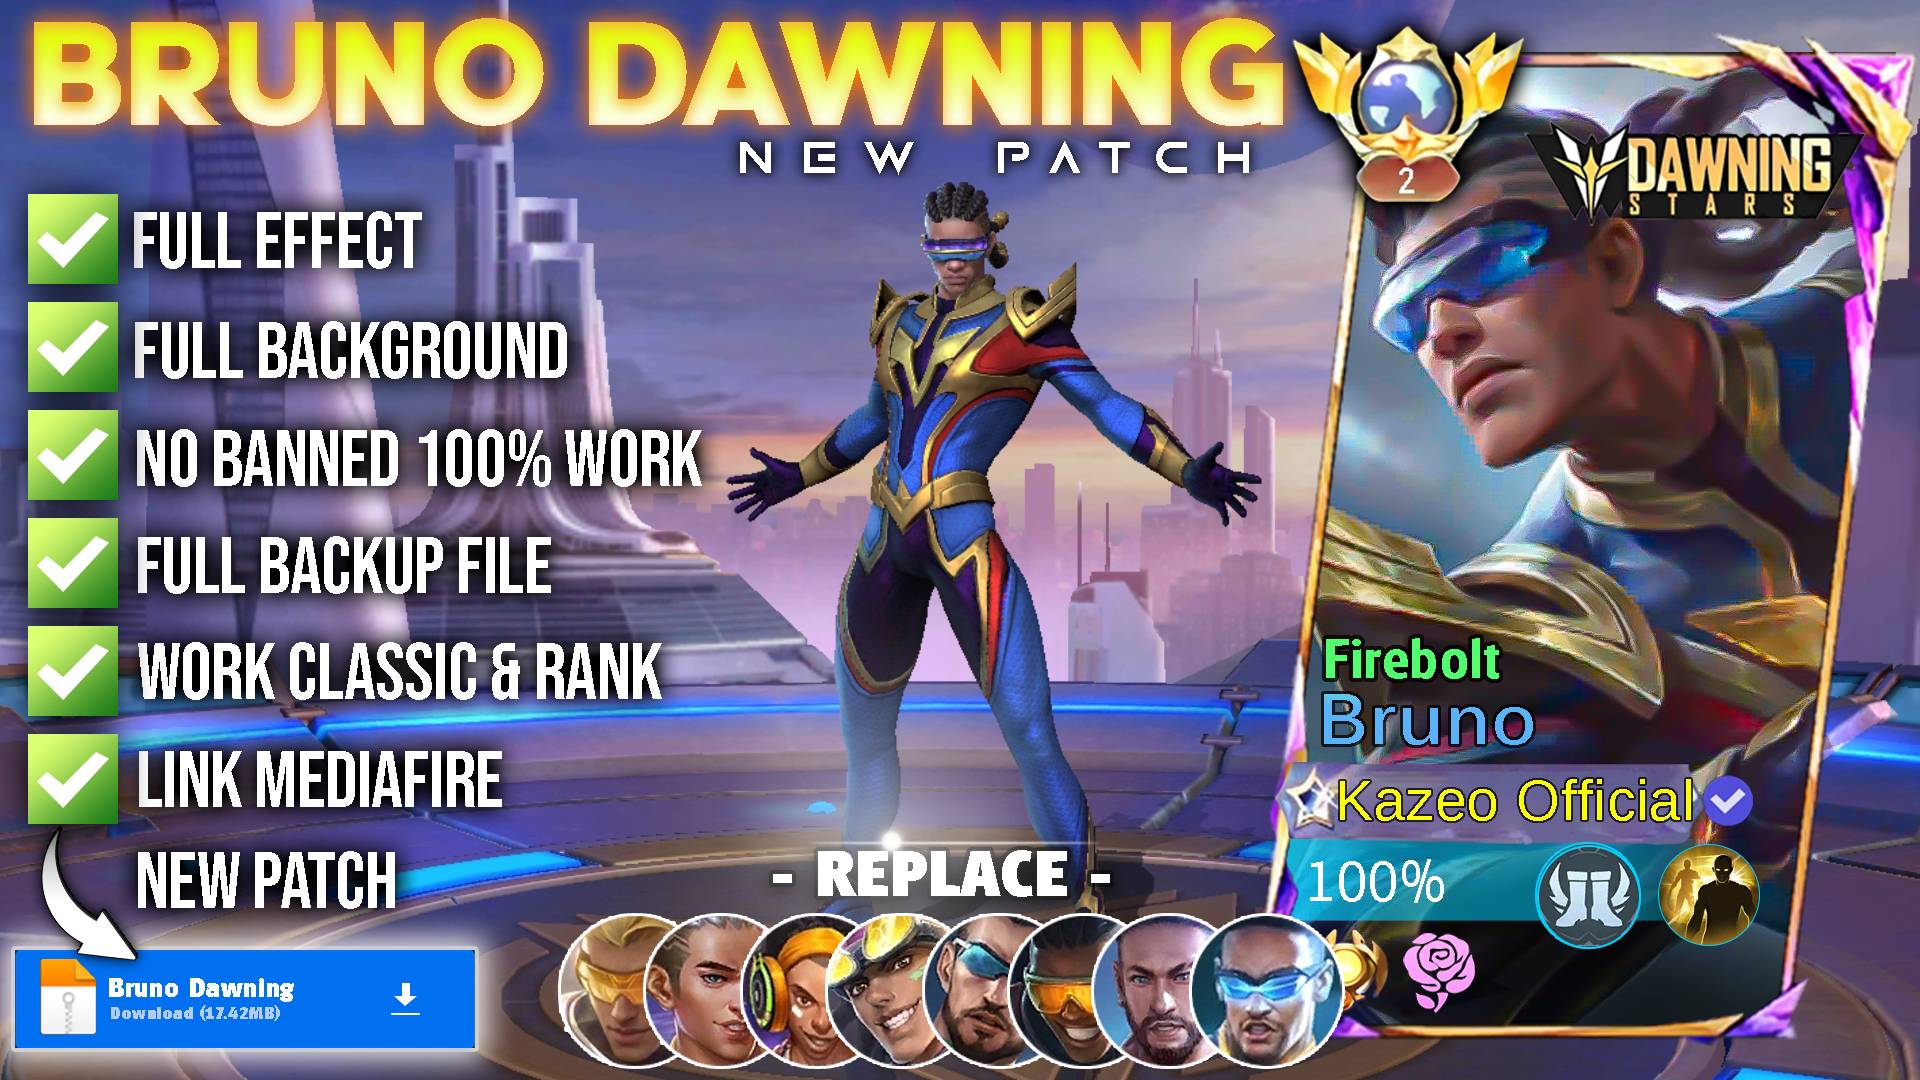 BRUNO DAWNING
NEW PATCH
2
DAWNING
STARS
FULL EFFECT
FULL BACKGROUND
NO BANNED 100% WORK
FULL BACKUP FILE
WORK CLASSIC & RANK
LINK MEDIAFIRE
NEW PATCH
Bruno Dawning
Download (17.42MB)
- REPLACE -
Firebolt
Bruno
Kazeo Official
100%